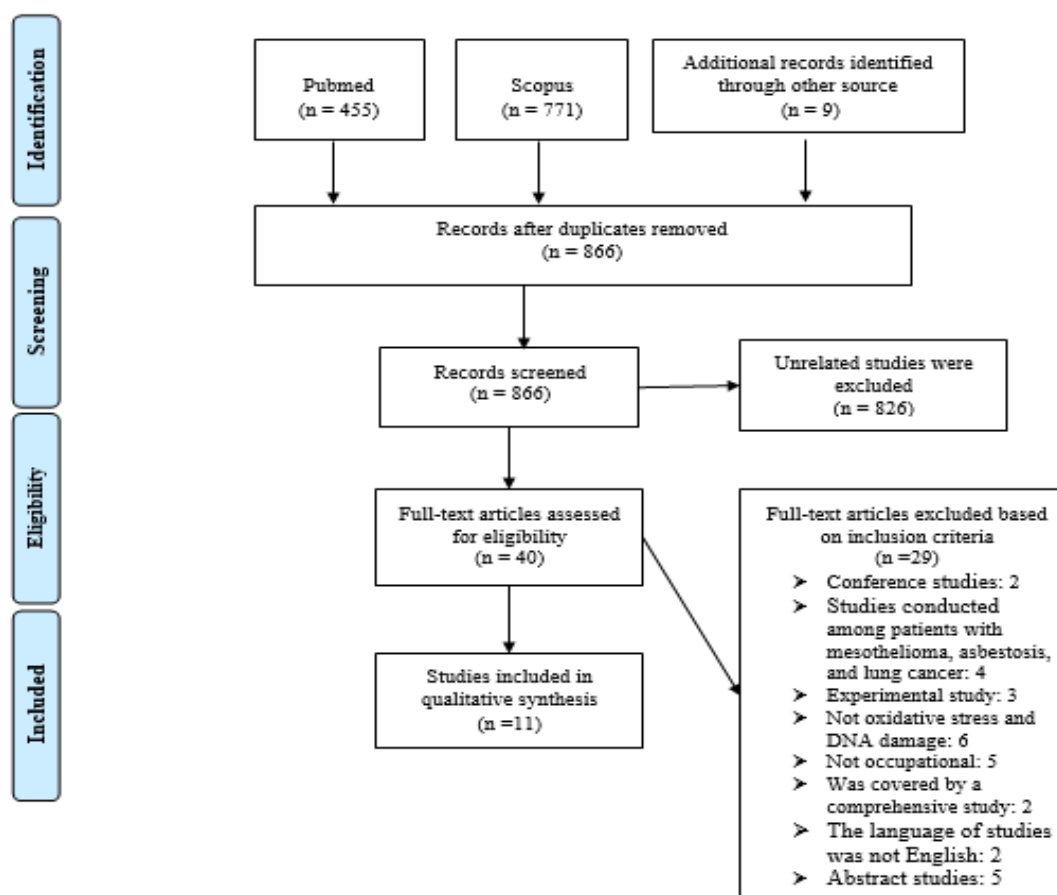 Identification
Pubmed
(n = 455)
Scopus
(n = 771)
Additional records identified
through other source
(n = 9)
Screening
Records after duplicates removed
(n = 866)
Records screened
(n = 866)
Unrelated studies were
excluded
(n = 826)
Eligibility
Full-text articles assessed
for eligibility
(n = 40)
Full-text articles excluded based
on inclusion criteria
(n =29)
➤ Conference studies: 2
➤ Studies conducted
among patients with
mesothelioma, asbestosis,
and lung cancer: 4
➤ Experimental study: 3
➤ Not oxidative stress and
DNA damage: 6
➤ Not occupational: 5
➤ Was covered by a
comprehensive study: 2
➤ The language of studies
was not English: 2
➤ Abstract studies: 5
Included
Studies included in
qualitative synthesis
(n =11)